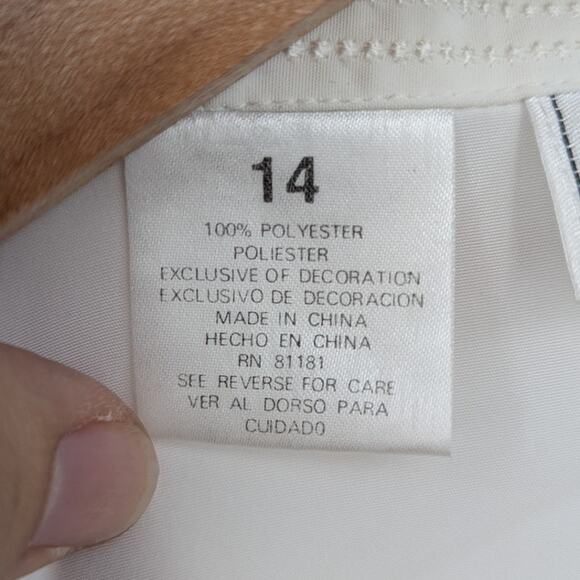 14
100% POLYESTER
POLIESTER
EXCLUSIVE OF DECORATION
EXCLUSIVO DE DECORACION
MADE IN CHINA
HECHO EN CHINA
RN 81181
SEE REVERSE FOR CARE
VER AL DORSO PARA
CUIDADO